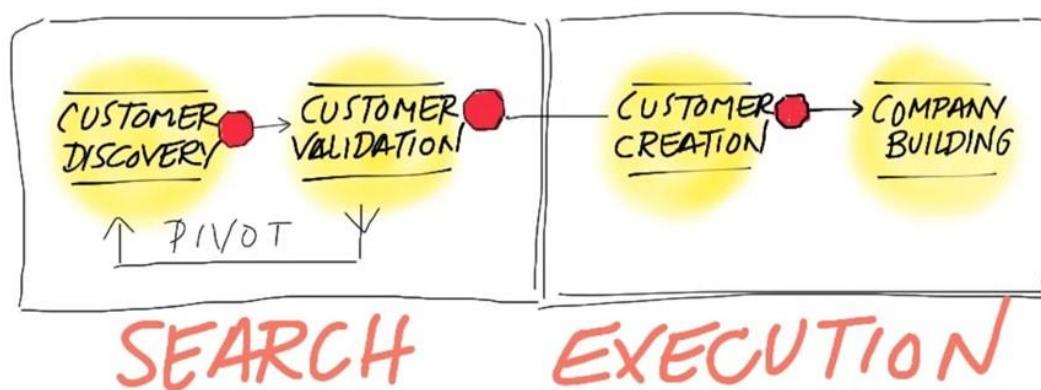 CUSTOMER DISCOVERY
CUSTOMER VALIDATION
CUSTOMER CREATION
COMPANY BUILDING
PIVOT
SEARCH
EXECUTION